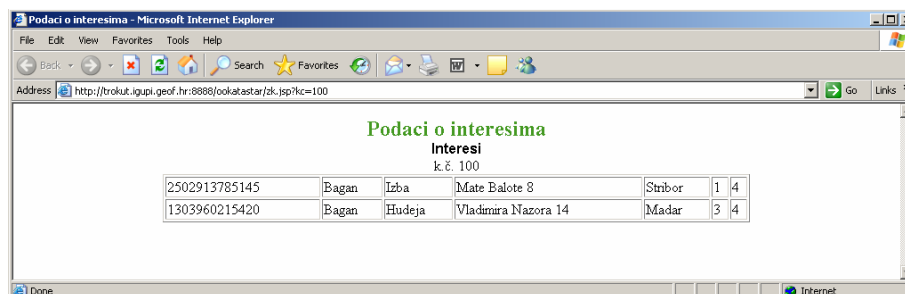 Podaci o interesima - Microsoft Internet Explorer
File Edit View Favorites Tools Help
Back Search Favorites
Address http://trokut.igupi.geof.hr:8888/ookatastar/zk.jsp?kc=100 Go Links
Podaci o interesima
Interesi
k.č. 100
2502913785145 Bagan Izba Mate Balote 8 Stribor 1 4
1303960215420 Bagan Hudeja Vladimira Nazora 14 Madar 3 4
Done Internet